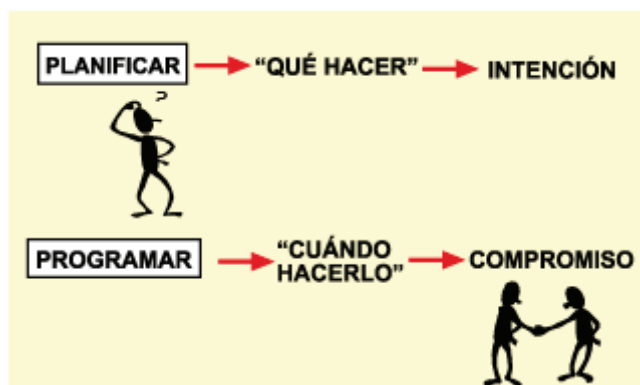 PLANIFICAR “QUÉ HACER” INTENCIÓN
?
PROGRAMAR “CUÁNDO HACERLO” COMPROMISO